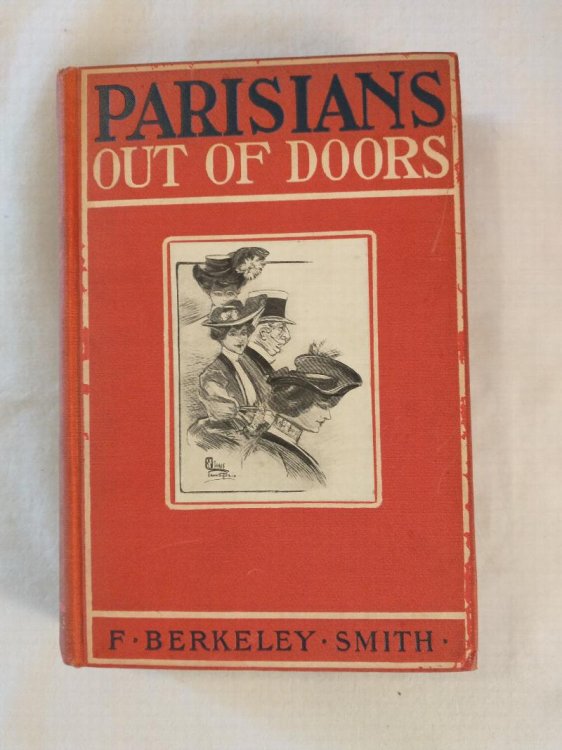 PARISIANS
OUT OF DOORS
F · BERKELEY · SMITH ·